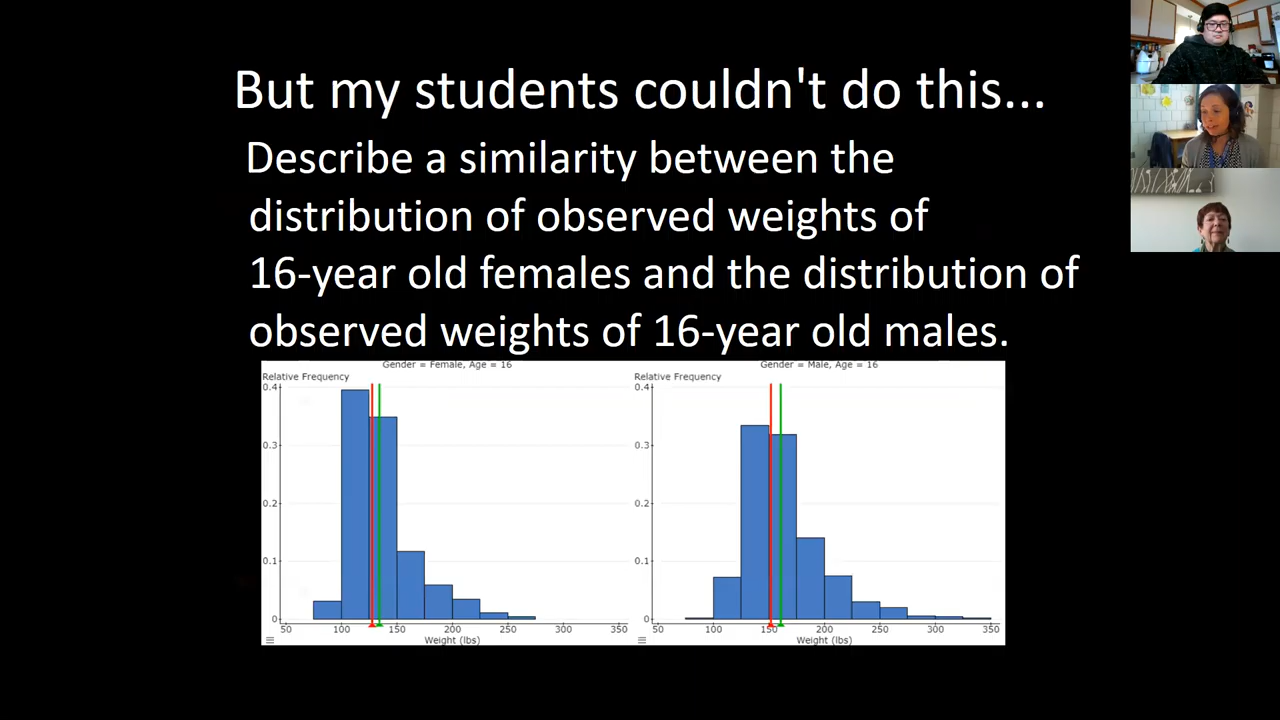 But my students couldn't do this...
Describe a similarity between the
distribution of observed weights of
16-year old females and the distribution of
observed weights of 16-year old males.
Gender = Female, Age = 16
Relative Frequency
0.4
0.3
0.2
0.1
0
50 100 150 200 250 300 350
Weight (lbs)
Gender = Male, Age = 16
Relative Frequency
0.4
0.3
0.2
0.1
0
50 100 150 200 250 300 350
Weight (lbs)